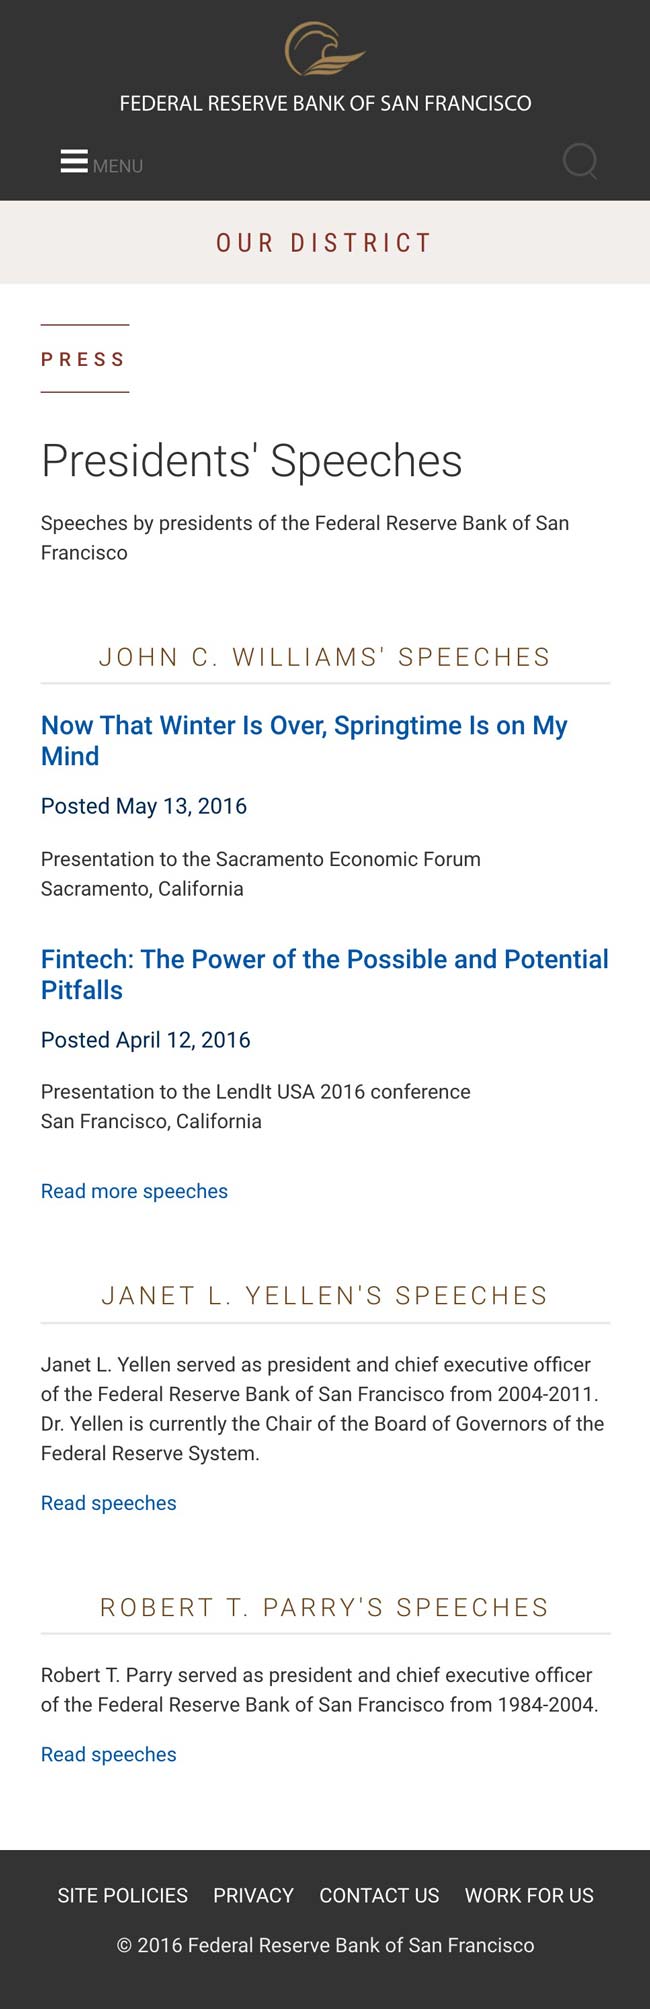 FEDERAL RESERVE BANK OF SAN FRANCISCO
MENU
OUR DISTRICT
PRESS
Presidents' Speeches
Speeches by presidents of the Federal Reserve Bank of San
Francisco
JOHN C. WILLIAMS' SPEECHES
Now That Winter Is Over, Springtime Is on My
Mind
Posted May 13, 2016
Presentation to the Sacramento Economic Forum
Sacramento, California
Fintech: The Power of the Possible and Potential
Pitfalls
Posted April 12, 2016
Presentation to the LendIt USA 2016 conference
San Francisco, California
Read more speeches
JANET L. YELLEN'S SPEECHES
Janet L. Yellen served as president and chief executive officer
of the Federal Reserve Bank of San Francisco from 2004-2011.
Dr. Yellen is currently the Chair of the Board of Governors of the
Federal Reserve System.
Read speeches
ROBERT T. PARRY'S SPEECHES
Robert T. Parry served as president and chief executive officer
of the Federal Reserve Bank of San Francisco from 1984-2004.
Read speeches
SITE POLICIES PRIVACY CONTACT US WORK FOR US
© 2016 Federal Reserve Bank of San Francisco